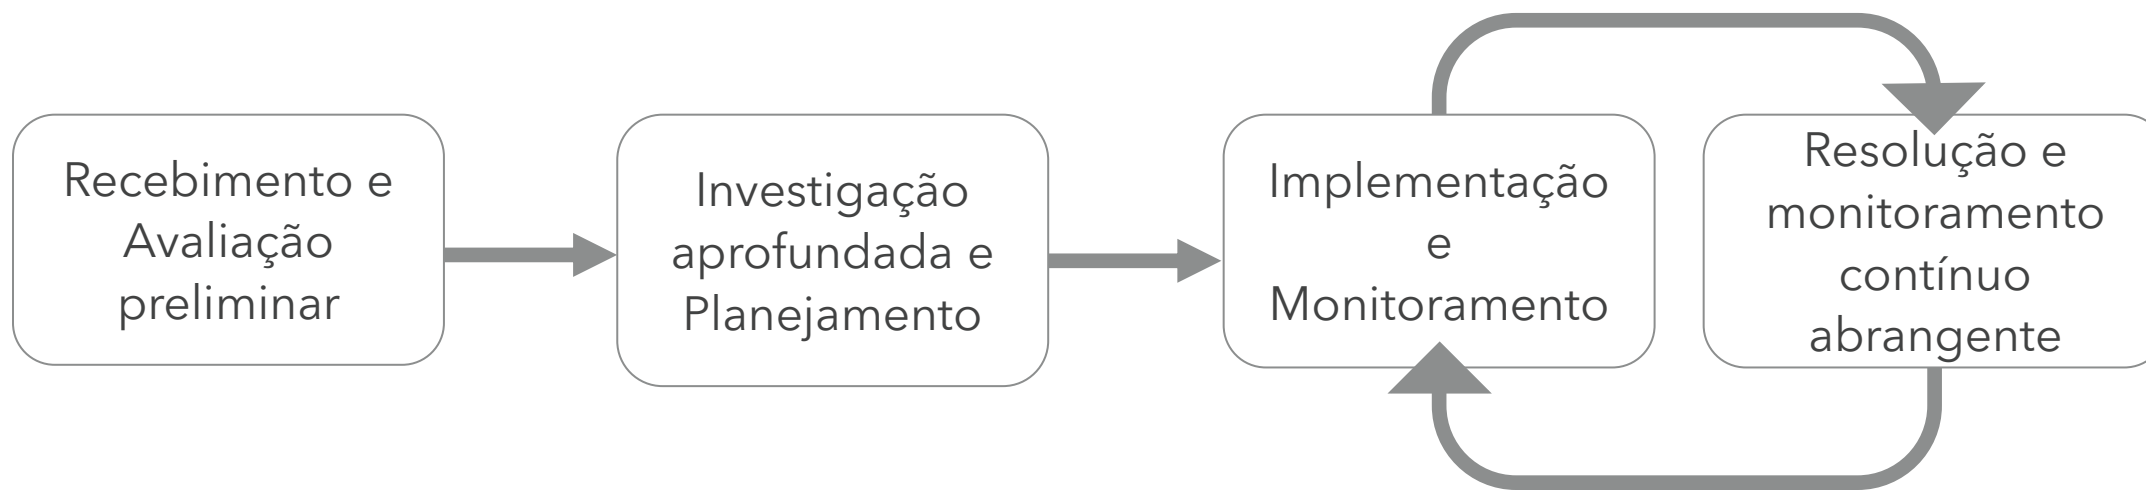 Recebimento e
Avaliação
preliminar
Investigação
aprofundada e
Planejamento
Implementação
e
Monitoramento
Resolução e
monitoramento
contínuo
abrangente